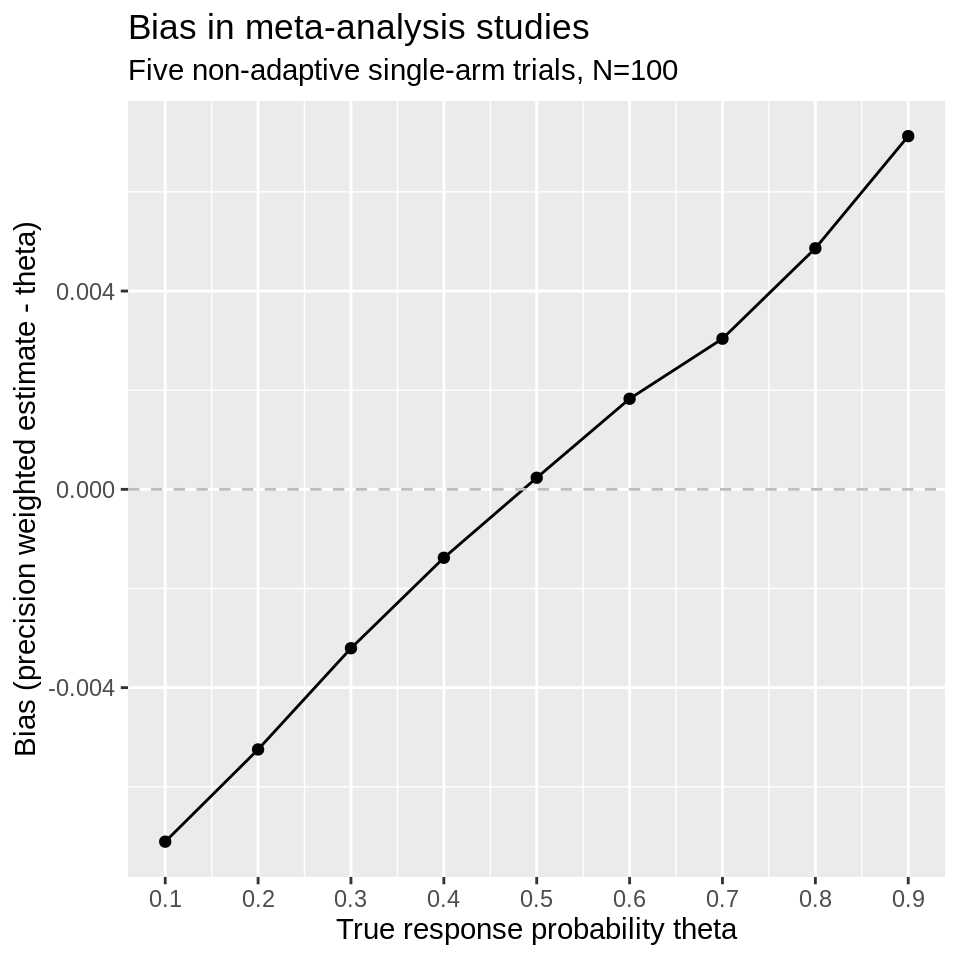 Bias in meta-analysis studies
Five non-adaptive single-arm trials, N=100
Bias (precision weighted estimate - theta)
0.004
0.000
-0.004
0.1 0.2 0.3 0.4 0.5 0.6 0.7 0.8 0.9
True response probability theta